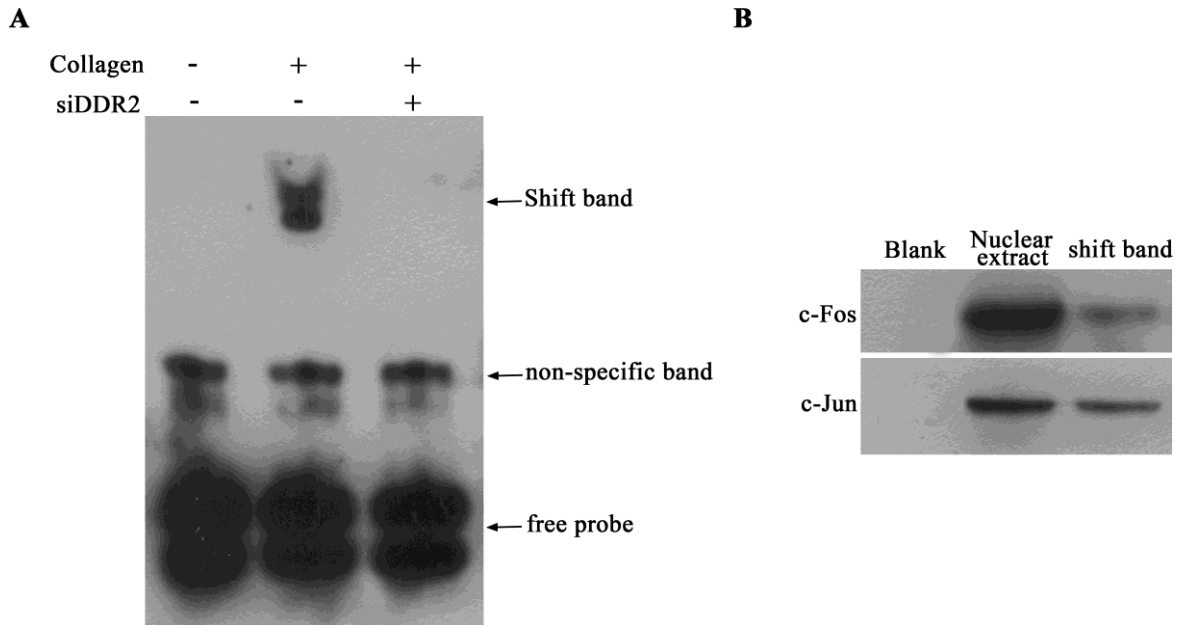 A
B
Collagen - + +
siDDR2 - - +
Shift band
non-specific band
free probe
Blank Nuclear extract shift band
c-Fos
c-Jun